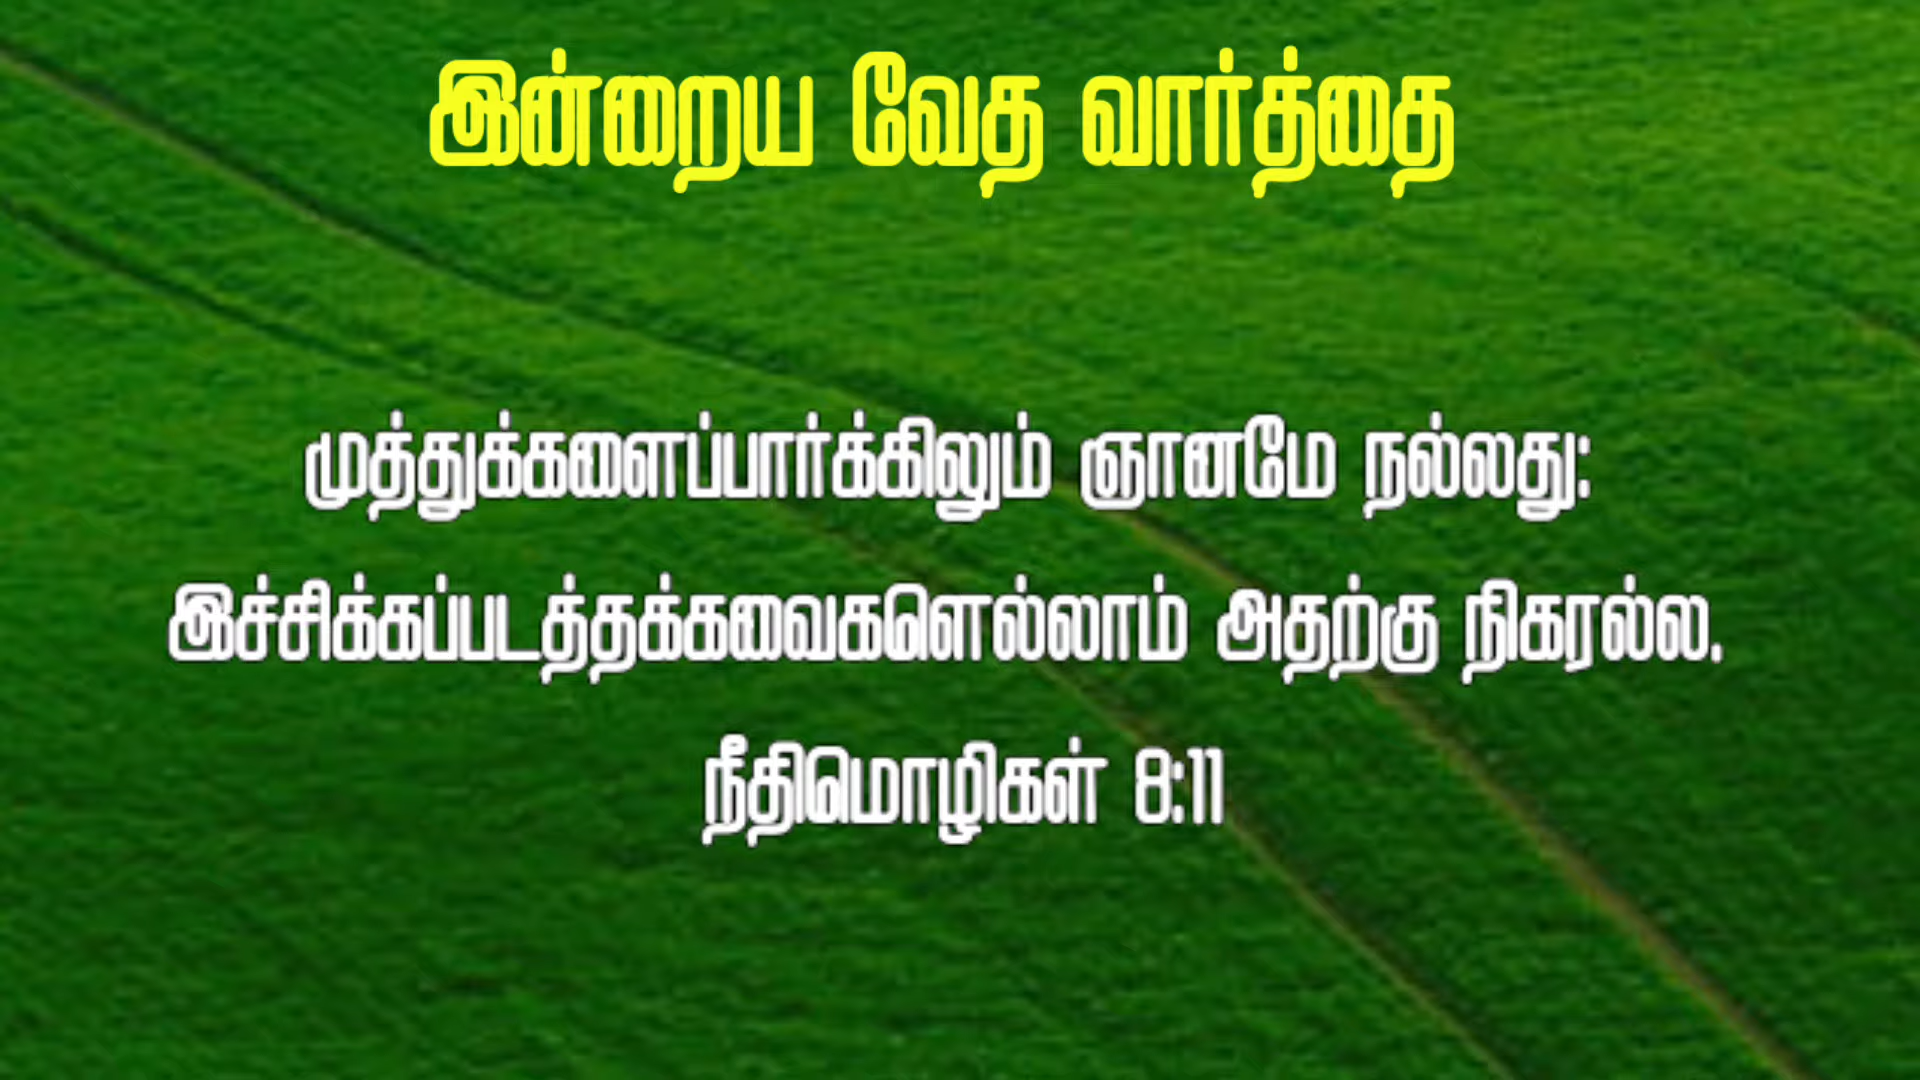 இன்றைய வேத வார்த்தை
முத்துக்களைப்பார்க்கிலும் ஞானமே நல்லது;
இச்சிக்கப்படத்தக்கவைகளெல்லாம் அதற்கு நிகரல்ல.
நீதிமொழிகள் 8:11